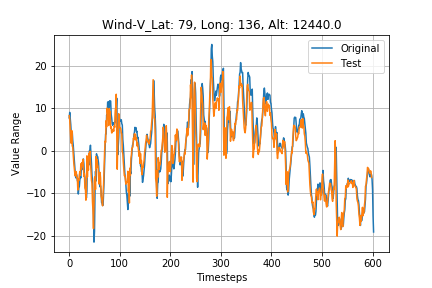 Wind-V_Lat: 79, Long: 136, Alt: 12440.0
Original
Test
Value Range
20
10
0
−10
−20
0 100 200 300 400 500 600
Timesteps